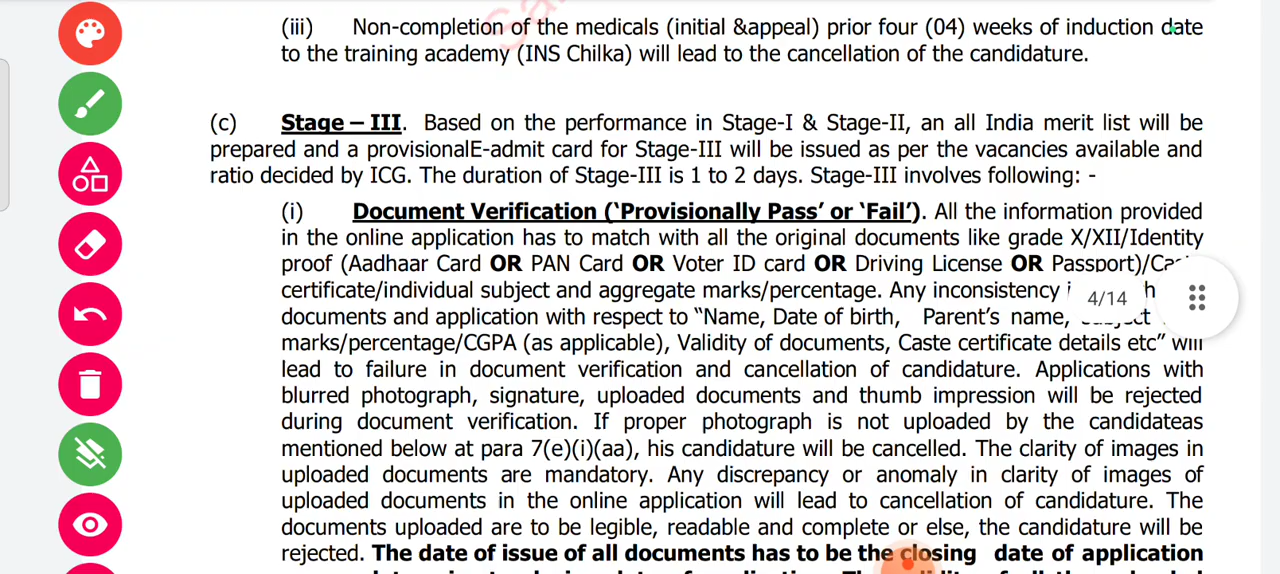 (iii) Non-completion of the medicals (initial &appeal) prior four (04) weeks of induction date
to the training academy (INS Chilka) will lead to the cancellation of the candidature.
(c) Stage – III. Based on the performance in Stage-I & Stage-II, an all India merit list will be
prepared and a provisionalE-admit card for Stage-III will be issued as per the vacancies available and
ratio decided by ICG. The duration of Stage-III is 1 to 2 days. Stage-III involves following: -
(i) Document Verification (‘Provisionally Pass’ or ‘Fail’). All the information provided
in the online application has to match with all the original documents like grade X/XII/Identity
proof (Aadhaar Card OR PAN Card OR Voter ID card OR Driving License OR Passport)/
certificate/individual subject and aggregate marks/percentage. Any inconsistency
4/14
documents and application with respect to “Name, Date of birth, Parent’s name,
marks/percentage/CGPA (as applicable), Validity of documents, Caste certificate details etc” will
lead to failure in document verification and cancellation of candidature. Applications with
blurred photograph, signature, uploaded documents and thumb impression will be rejected
during document verification. If proper photograph is not uploaded by the candidateas
mentioned below at para 7(e)(i)(aa), his candidature will be cancelled. The clarity of images in
uploaded documents are mandatory. Any discrepancy or anomaly in clarity of images of
uploaded documents in the online application will lead to cancellation of candidature. The
documents uploaded are to be legible, readable and complete or else, the candidature will be
rejected. The date of issue of all documents has to be the closing date of application